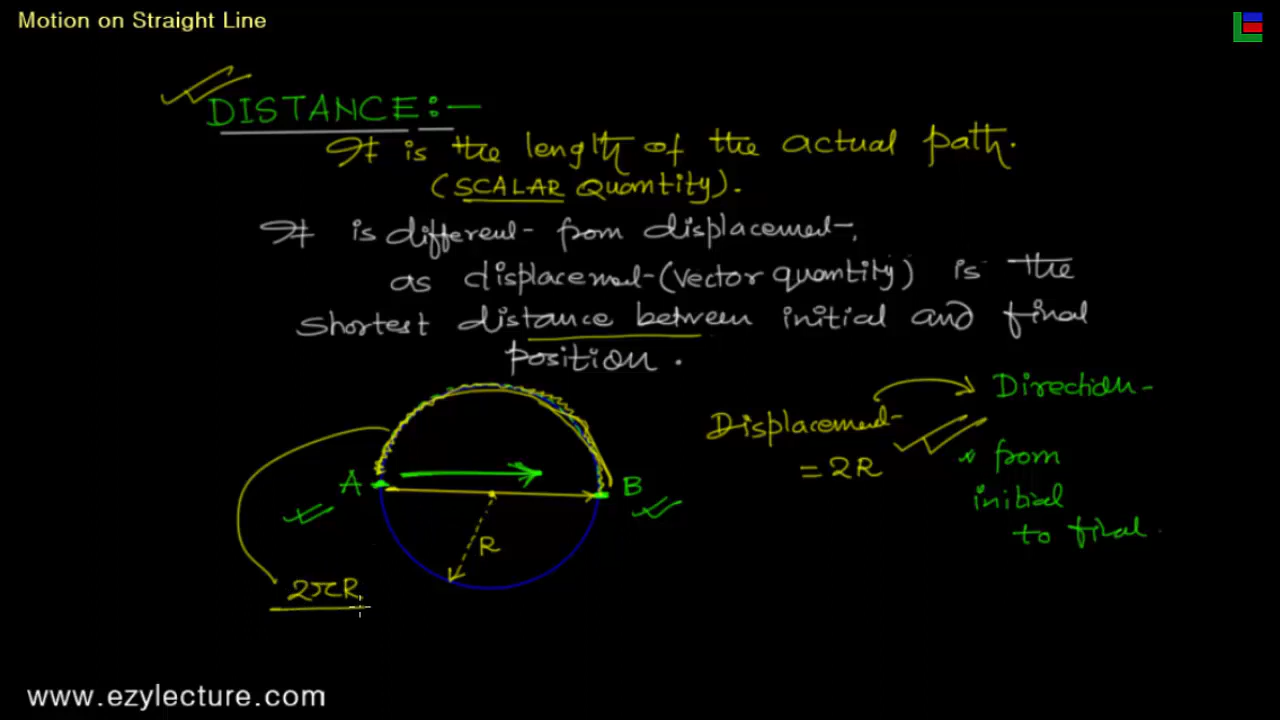 Motion on Straight Line
DISTANCE:-
It is the length of the actual path.
(SCALAR Quantity).
It is different from displacement,
as displacement (Vector quantity) is the
shortest distance between initial and final
position.
Direction
Displacement
= 2R
from
initial
to final
A
B
R
2πR
www.ezylecture.com